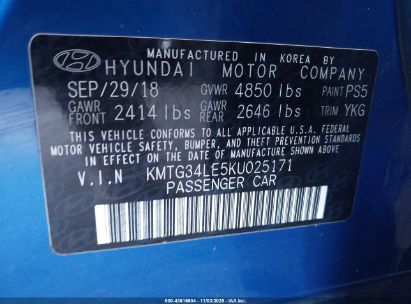 MANUFACTURED IN KOREA BY
HYUNDAI MOTOR COMPANY
SEP/29/18 GVWR 4850 lbs PAINT PS5
GAWR FRONT 2414 lbs GAWR REAR 2646 lbs TRIM YKG
THIS VEHICLE CONFORMS TO ALL APPLICABLE U.S.A. FEDERAL
MOTOR VEHICLE SAFETY, BUMPER, AND THEFT PREVENTION
STANDARDS IN EFFECT ON THE DATE OF MANUFACTURE SHOWN ABOVE.
V.I.N KMTG34LE5KU025171
PASSENGER CAR